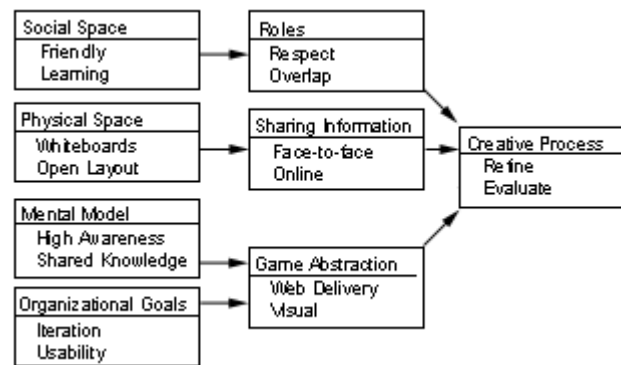 Social Space
Friendly
Learning
Roles
Respect
Overlap
Physical Space
Whiteboards
Open Layout
Sharing Information
Face-to-face
Online
Creative Process
Refine
Evaluate
Mental Model
High Awareness
Shared Knowledge
Game Abstraction
Web Delivery
Visual
Organizational Goals
Iteration
Usability